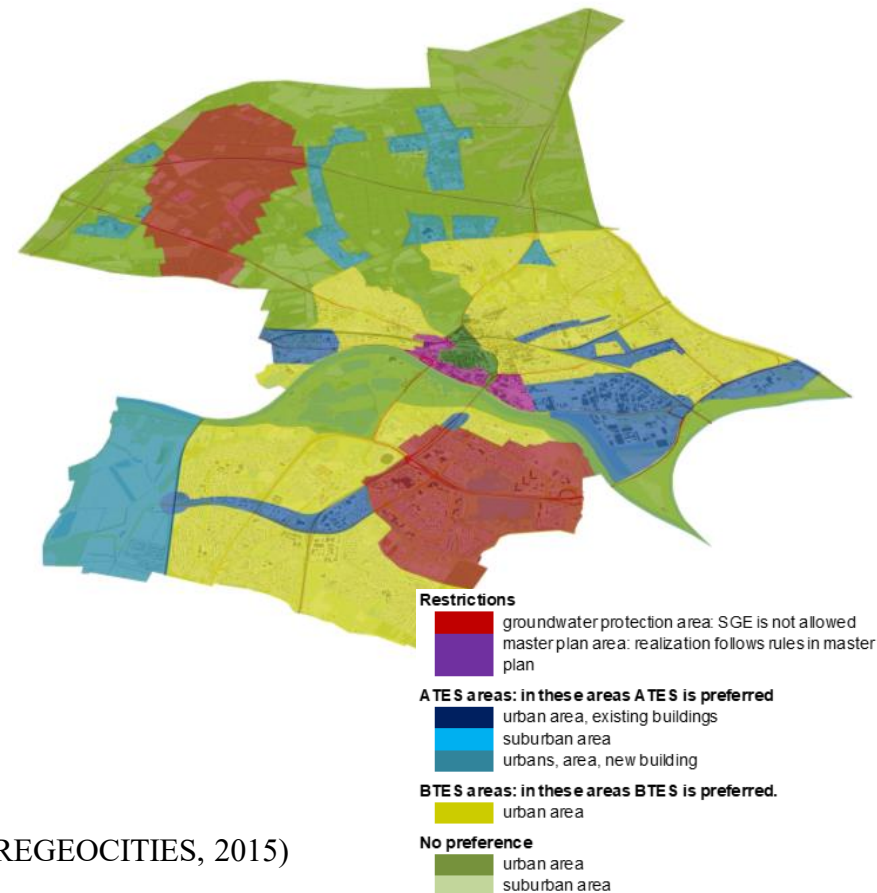 Restrictions
groundwater protection area: SGE is not allowed
master plan area: realization follows rules in master
plan
ATES areas: in these areas ATES is preferred
urban area, existing buildings
suburban area
urbans, area, new building
BTES areas: in these areas BTES is preferred.
urban area
No preference
urban area
suburban area
REGEOCITIES, 2015)